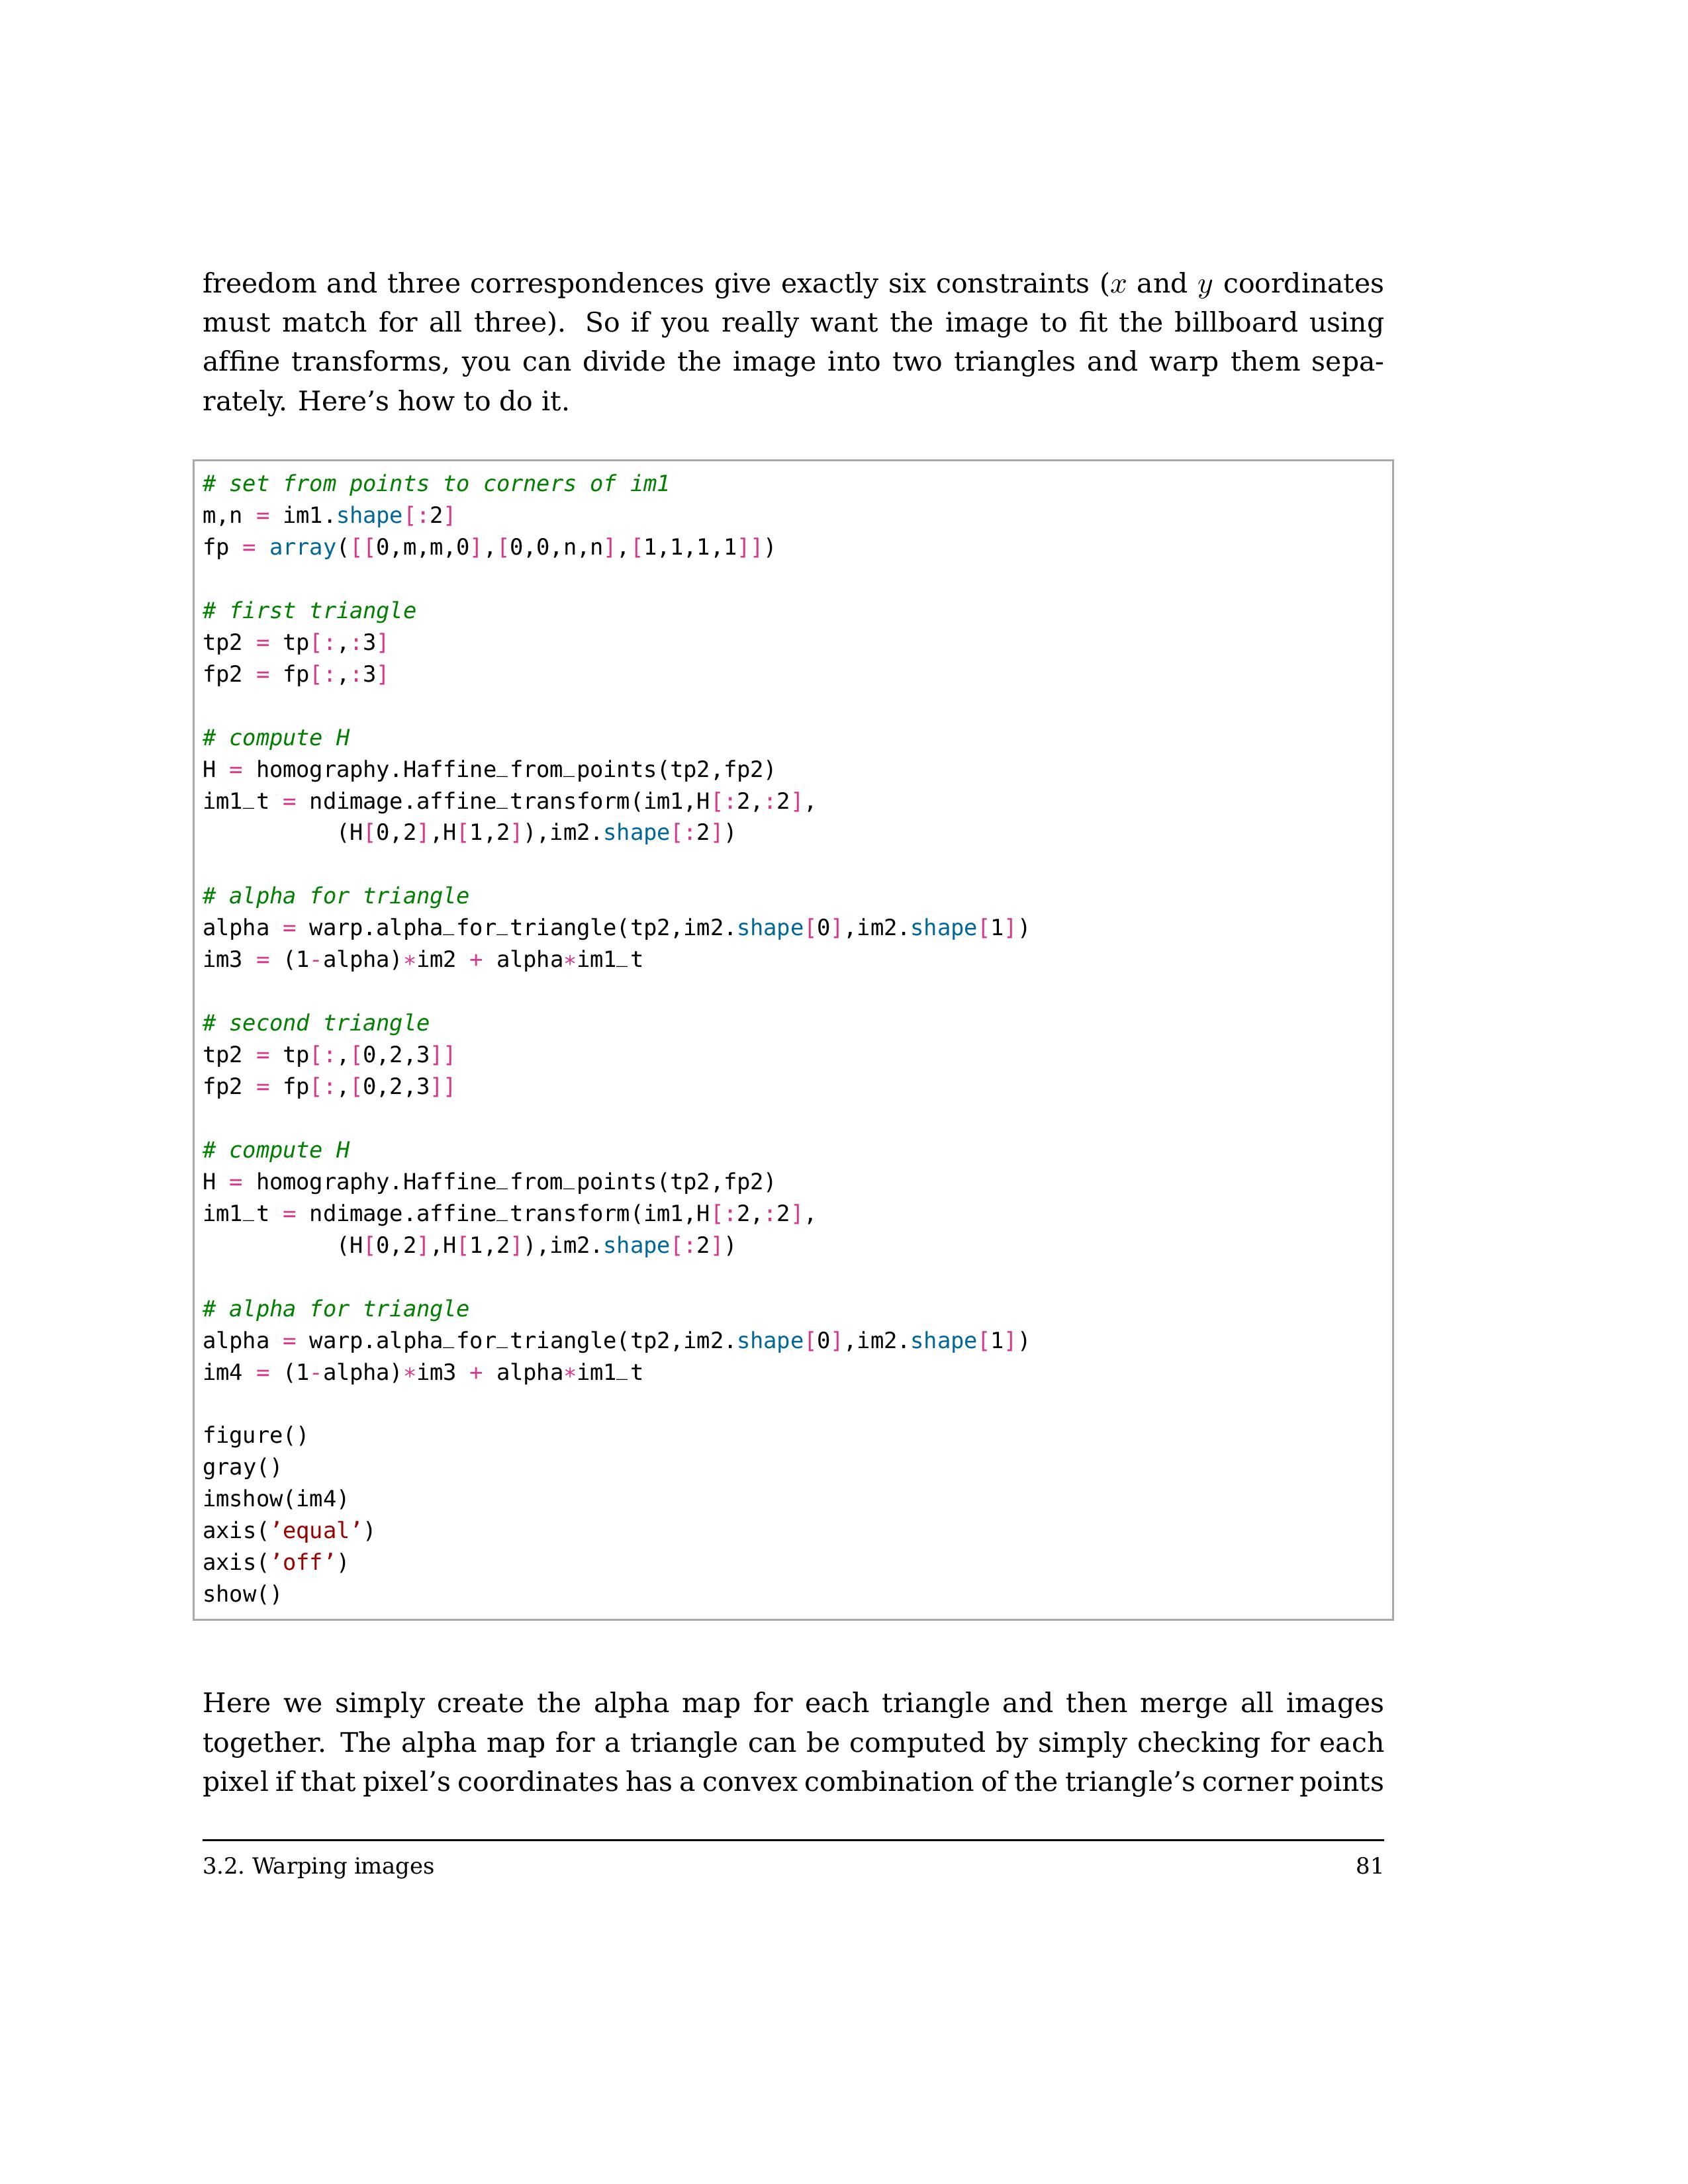 freedom and three correspondences give exactly six constraints (x and y coordinates
must match for all three). So if you really want the image to fit the billboard using
affine transforms, you can divide the image into two triangles and warp them sepa-
rately. Here’s how to do it.
# set from points to corners of im1
m,n = im1.shape[:2]
fp = array([[0,m,m,0],[0,0,n,n],[1,1,1,1]])
# first triangle
tp2 = tp[:,:3]
fp2 = fp[:,:3]
# compute H
H = homography.Haffine_from_points(tp2,fp2)
im1_t = ndimage.affine_transform(im1,H[:2,:2],
(H[0,2],H[1,2]),im2.shape[:2])
# alpha for triangle
alpha = warp.alpha_for_triangle(tp2,im2.shape[0],im2.shape[1])
im3 = (1-alpha)*im2 + alpha*im1_t
# second triangle
tp2 = tp[:,[0,2,3]]
fp2 = fp[:,[0,2,3]]
# compute H
H = homography.Haffine_from_points(tp2,fp2)
im1_t = ndimage.affine_transform(im1,H[:2,:2],
(H[0,2],H[1,2]),im2.shape[:2])
# alpha for triangle
alpha = warp.alpha_for_triangle(tp2,im2.shape[0],im2.shape[1])
im4 = (1-alpha)*im3 + alpha*im1_t
figure()
gray()
imshow(im4)
axis(’equal’)
axis(’off’)
show()
Here we simply create the alpha map for each triangle and then merge all images
together. The alpha map for a triangle can be computed by simply checking for each
pixel if that pixel’s coordinates has a convex combination of the triangle’s corner points
3.2. Warping images 81